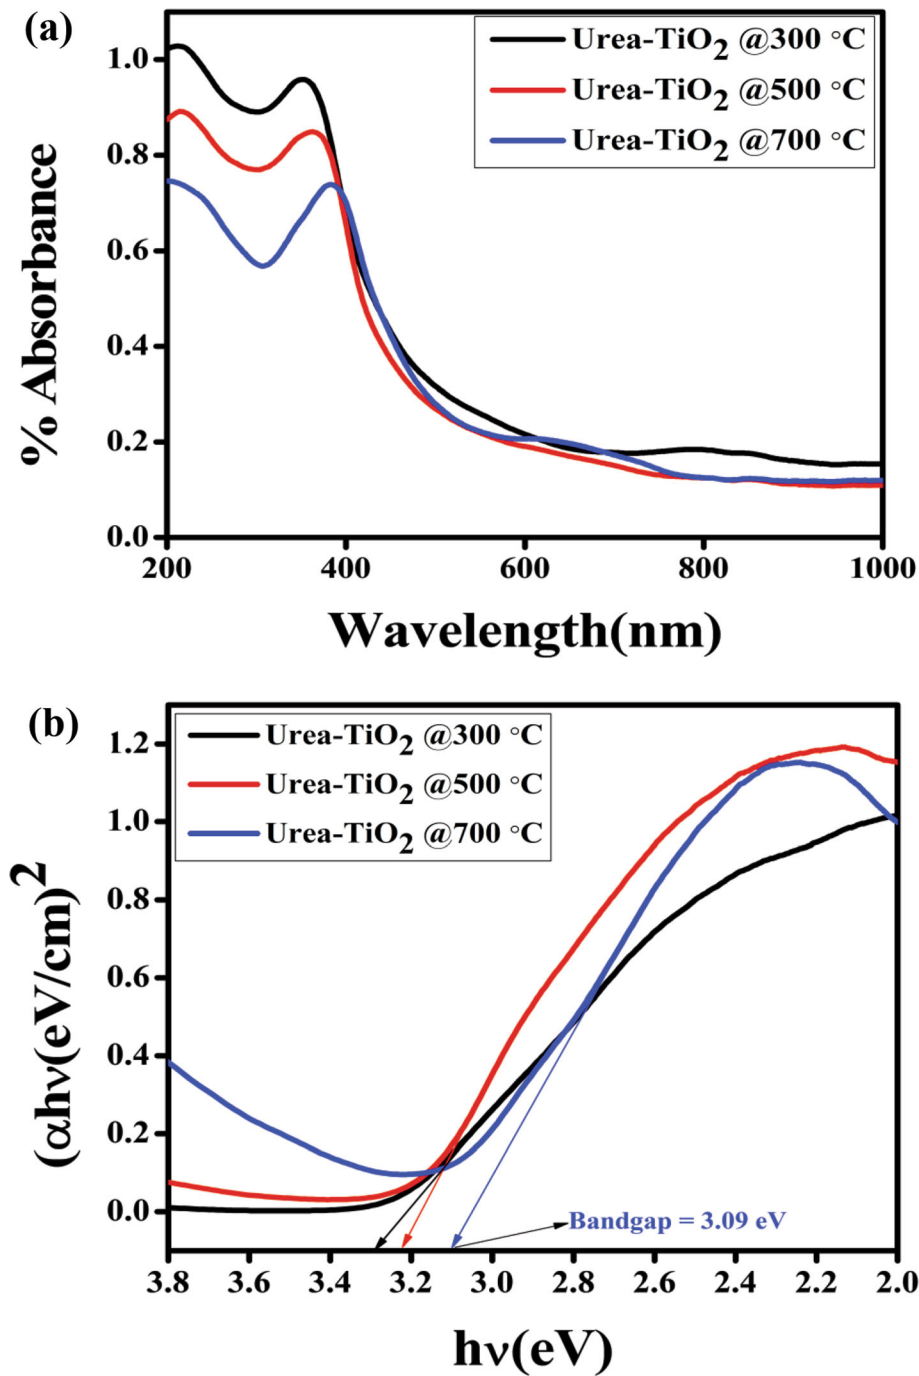 (a)
Urea-TiO2 @300 °C
Urea-TiO2 @500 °C
Urea-TiO2 @700 °C
% Absorbance
1.0
0.8
0.6
0.4
0.2
0.0
200 400 600 800 1000
Wavelength(nm)
(b)
Urea-TiO2 @300 °C
Urea-TiO2 @500 °C
Urea-TiO2 @700 °C
(αhν(eV/cm)2
1.2
1.0
0.8
0.6
0.4
0.2
0.0
Bandgap = 3.09 eV
3.8 3.6 3.4 3.2 3.0 2.8 2.6 2.4 2.2 2.0
hν(eV)